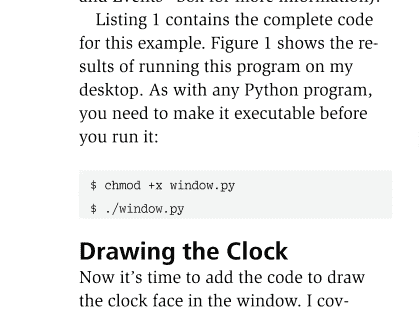 and Events" box for more information).
Listing 1 contains the complete code
for this example. Figure 1 shows the re-
sults of running this program on my
desktop. As with any Python program,
you need to make it executable before
you run it:
$ chmod +x window.py
$ ./window.py
Drawing the Clock
Now it's time to add the code to draw
the clock face in the window. I cov-